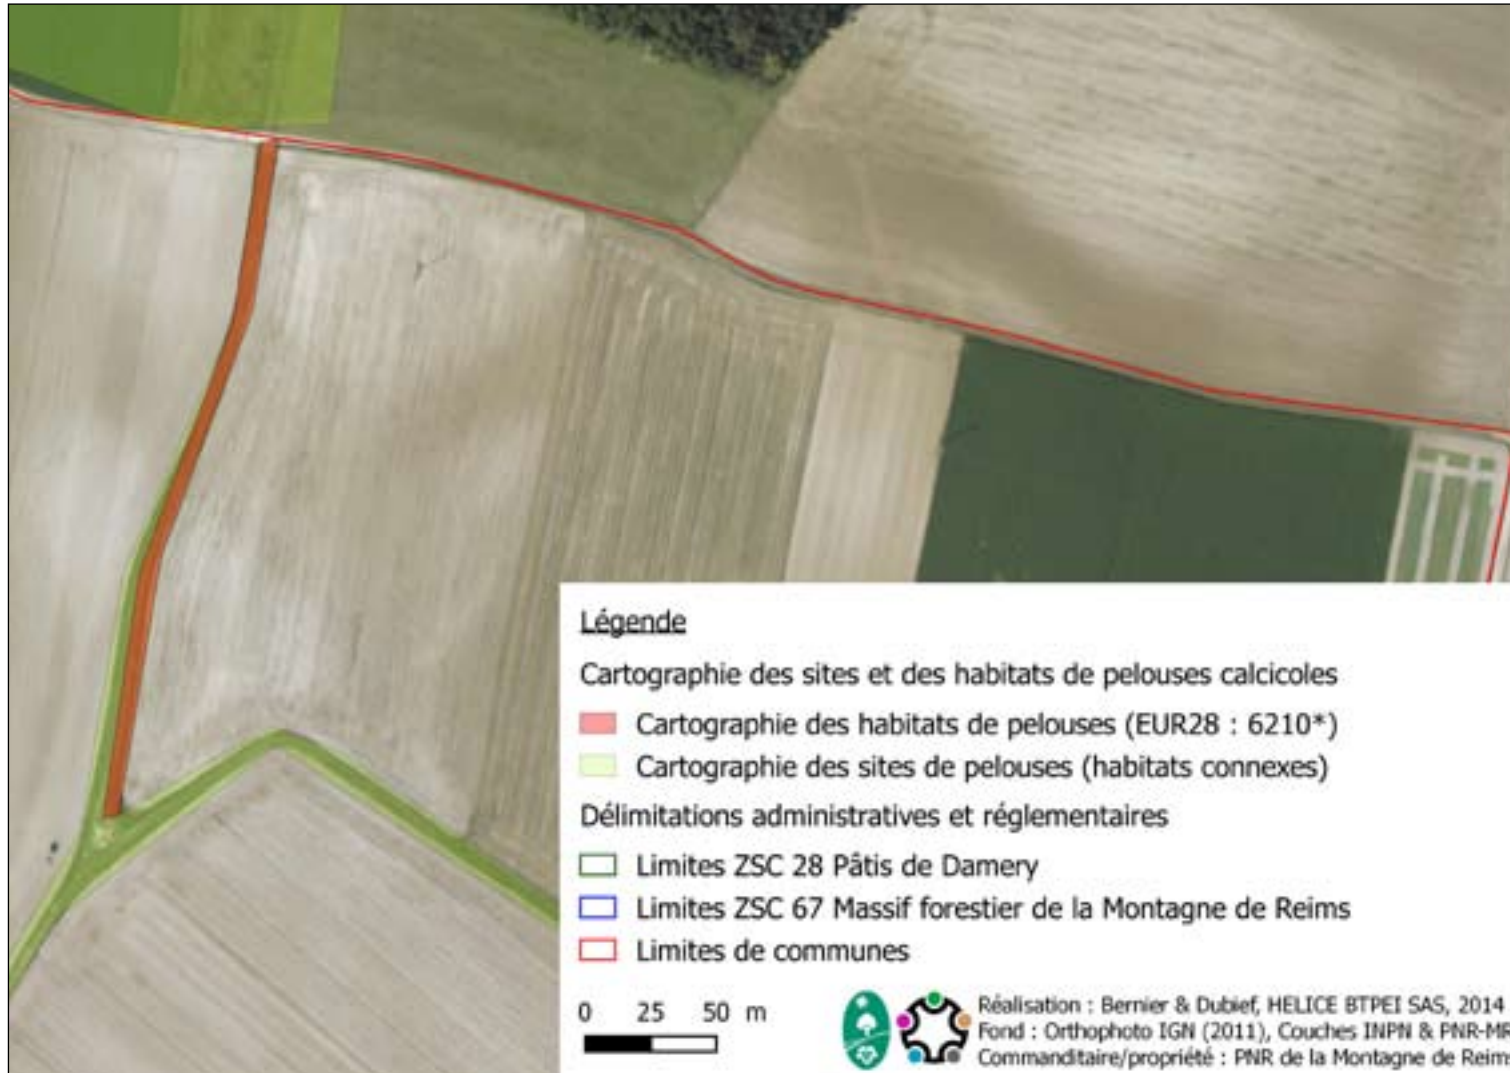 Légende
Cartographie des sites et des habitats de pelouses calcicoles
Cartographie des habitats de pelouses (EUR28 : 6210*)
Cartographie des sites de pelouses (habitats connexes)
Délimitations administratives et réglementaires
Limites ZSC 28 Pâtis de Damery
Limites ZSC 67 Massif forestier de la Montagne de Reims
Limites de communes
0 25 50 m
Réalisation : Bernier & Dubief, HELICE BTPEI SAS, 2014
Fond : Orthophoto IGN (2011), Couches INPN & PNR-MR
Commanditaire/propriété : PNR de la Montagne de Reims